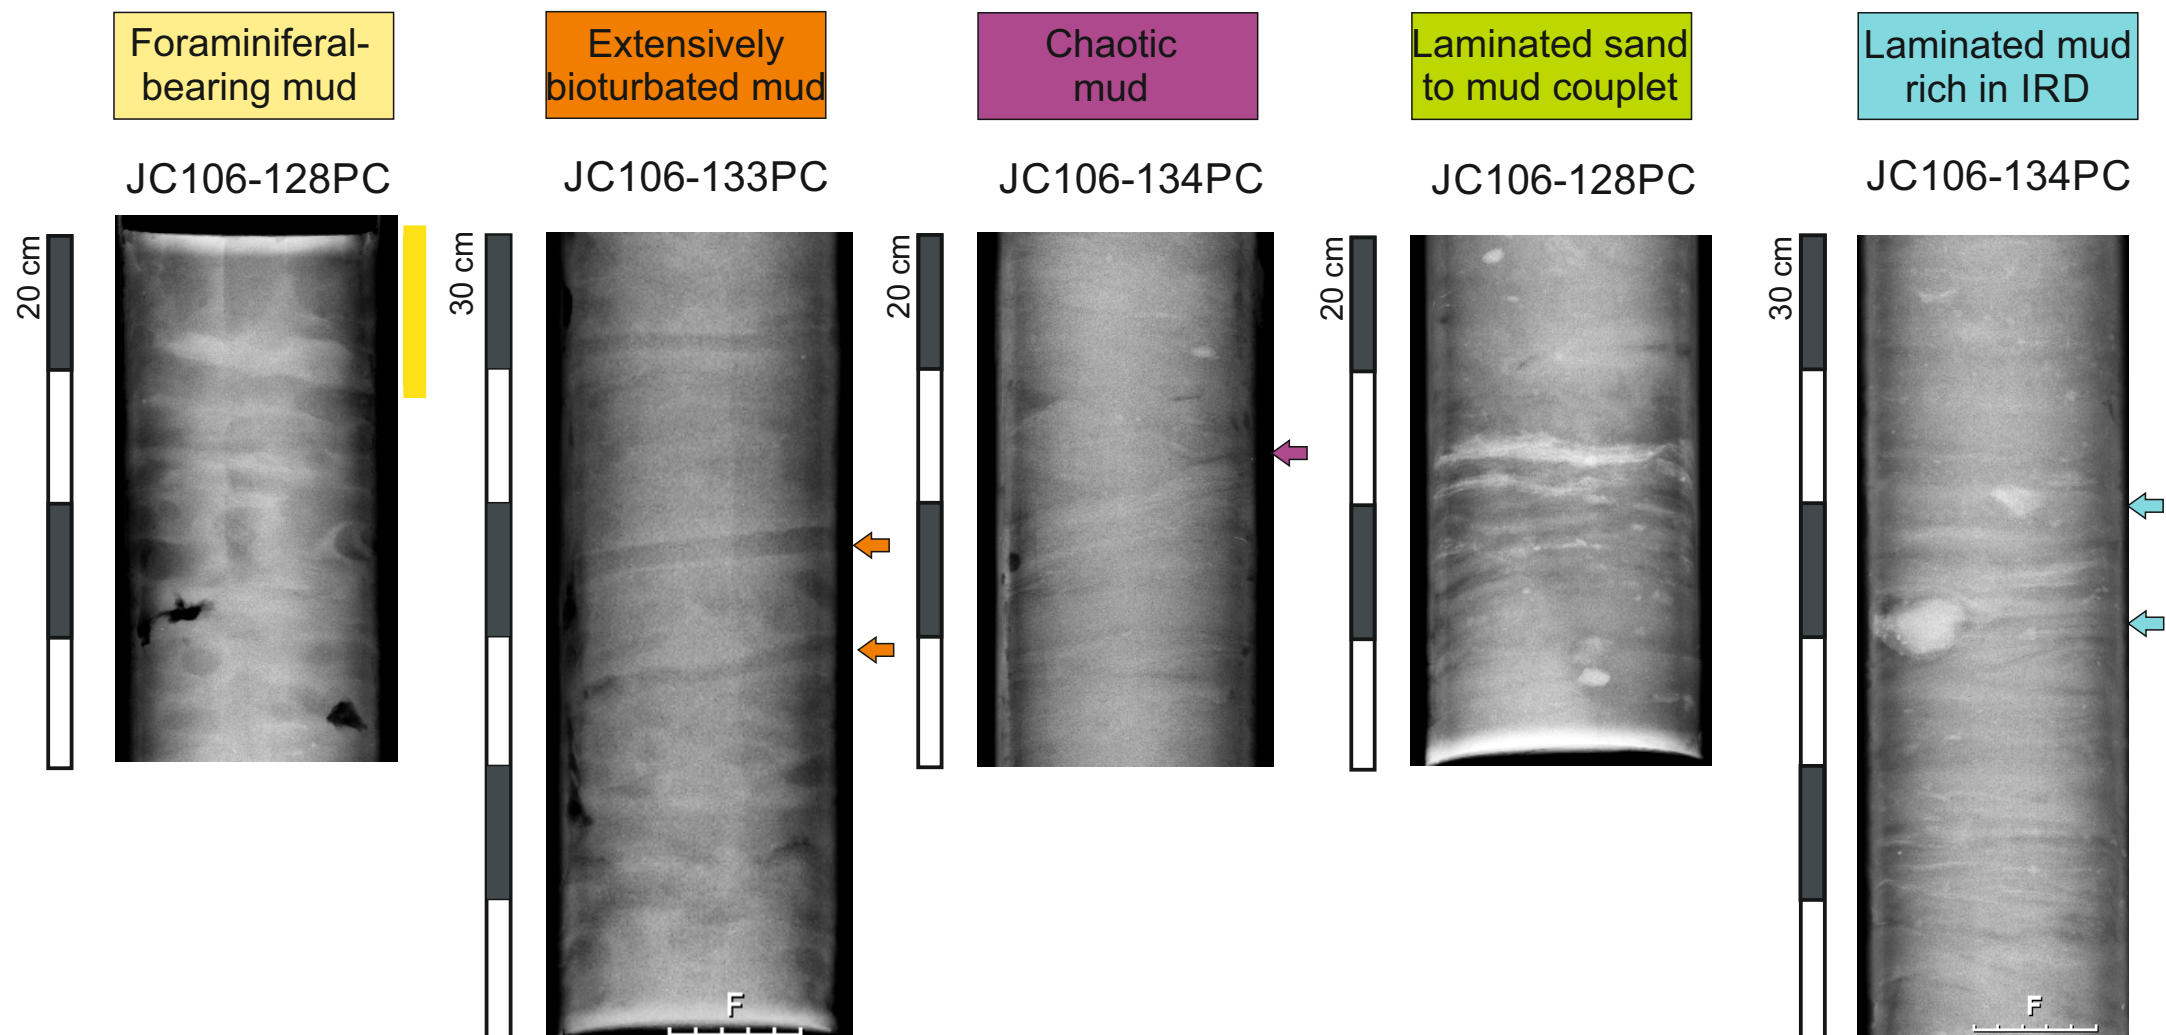 Foraminiferal-
bearing mud
Extensively
bioturbated mud
Chaotic
mud
Laminated sand
to mud couplet
Laminated mud
rich in IRD
JC106-128PC
JC106-133PC
JC106-134PC
JC106-128PC
JC106-134PC
20 cm
30 cm
20 cm
20 cm
30 cm
F
F